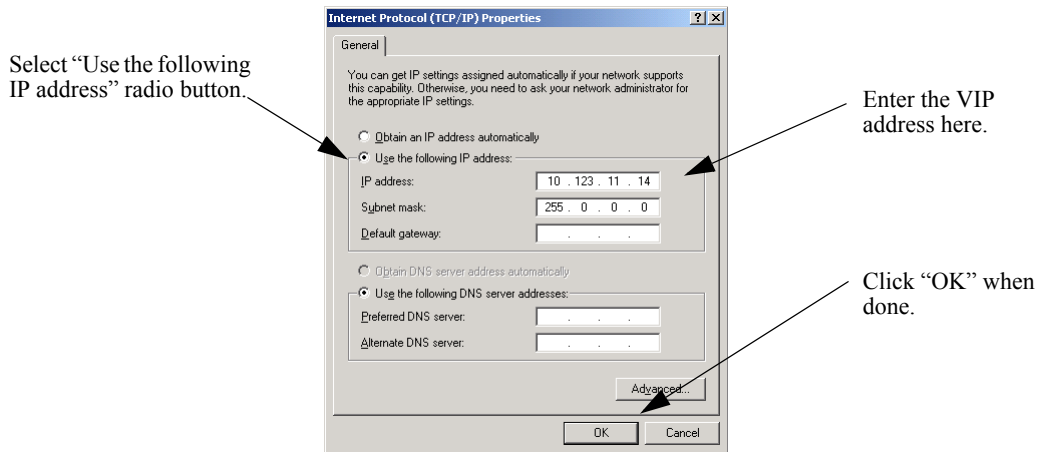 Internet Protocol (TCP/IP) Properties
General
Select “Use the following
IP address” radio button.
You can get IP settings assigned automatically if your network supports
this capability. Otherwise, you need to ask your network administrator for
the appropriate IP settings.
Enter the VIP
address here.
Obtain an IP address automatically
Use the following IP address:
IP address: 10 . 123 . 11 . 14
Subnet mask: 255 . 0 . 0 . 0
Default gateway: . . .
Obtain DNS server address automatically
Use the following DNS server addresses:
Preferred DNS server: . . .
Alternate DNS server: . . .
Click “OK” when
done.
Advanced...
OK Cancel